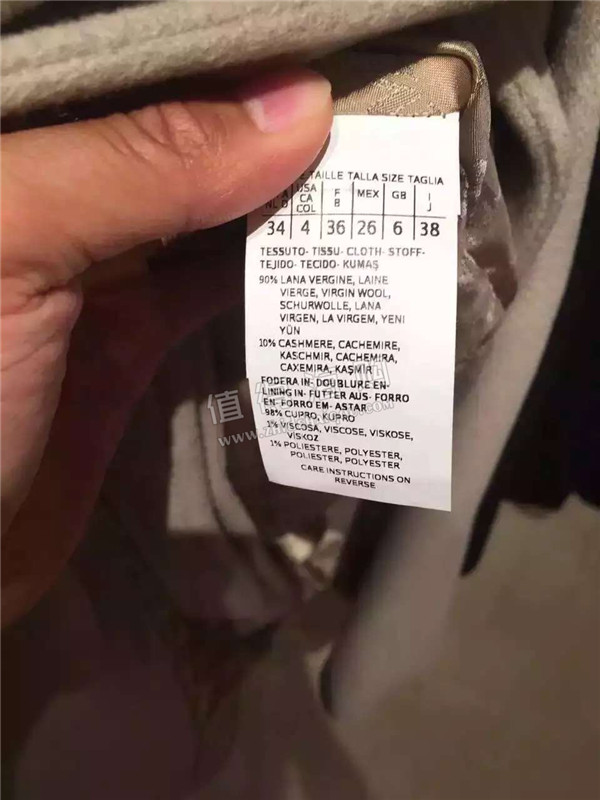 TAILLE TALLA SIZE TAGLIA
USA CA COL F B MEX GB I J
34 4 36 26 6 38
TESSUTO- TISSU- CLOTH- STOFF-
TEJIDO- TECIDO- KUMAŞ
90% LANA VERGINE, LAINE
VIERGE, VIRGIN WOOL,
SCHURWOLLE, LANA
VIRGEN, LA VIRGEM, YENI
YÜN
10% CASHMERE, CACHEMIRE,
KASCHMIR, CACHEMIRA,
CAXEMIRA, KAŞMİR
FODERA IN- DOUBLURE EN-
LINING IN- FUTTER AUS- FORRO
EN- FORRO EM- ASTAR
98% CUPRO, KUPRO
1% VISCOSA, VISCOSE, VISKOSE,
VISKOZ
1% POLIESTERE, POLYESTER,
POLIESTER, POLYESTER
CARE INSTRUCTIONS ON
REVERSE